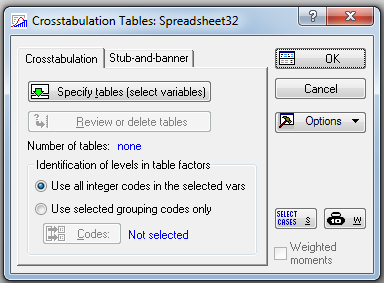 Crosstabulation Tables: Spreadsheet32
?
Crosstabulation
Stub-and-banner
Specify tables (select variables)
Review or delete tables
Number of tables: none
Identification of levels in table factors
Use all integer codes in the selected vars
Use selected grouping codes only
Codes:
Not selected
OK
Cancel
Options
SELECT
CASES
S
W
Weighted
moments